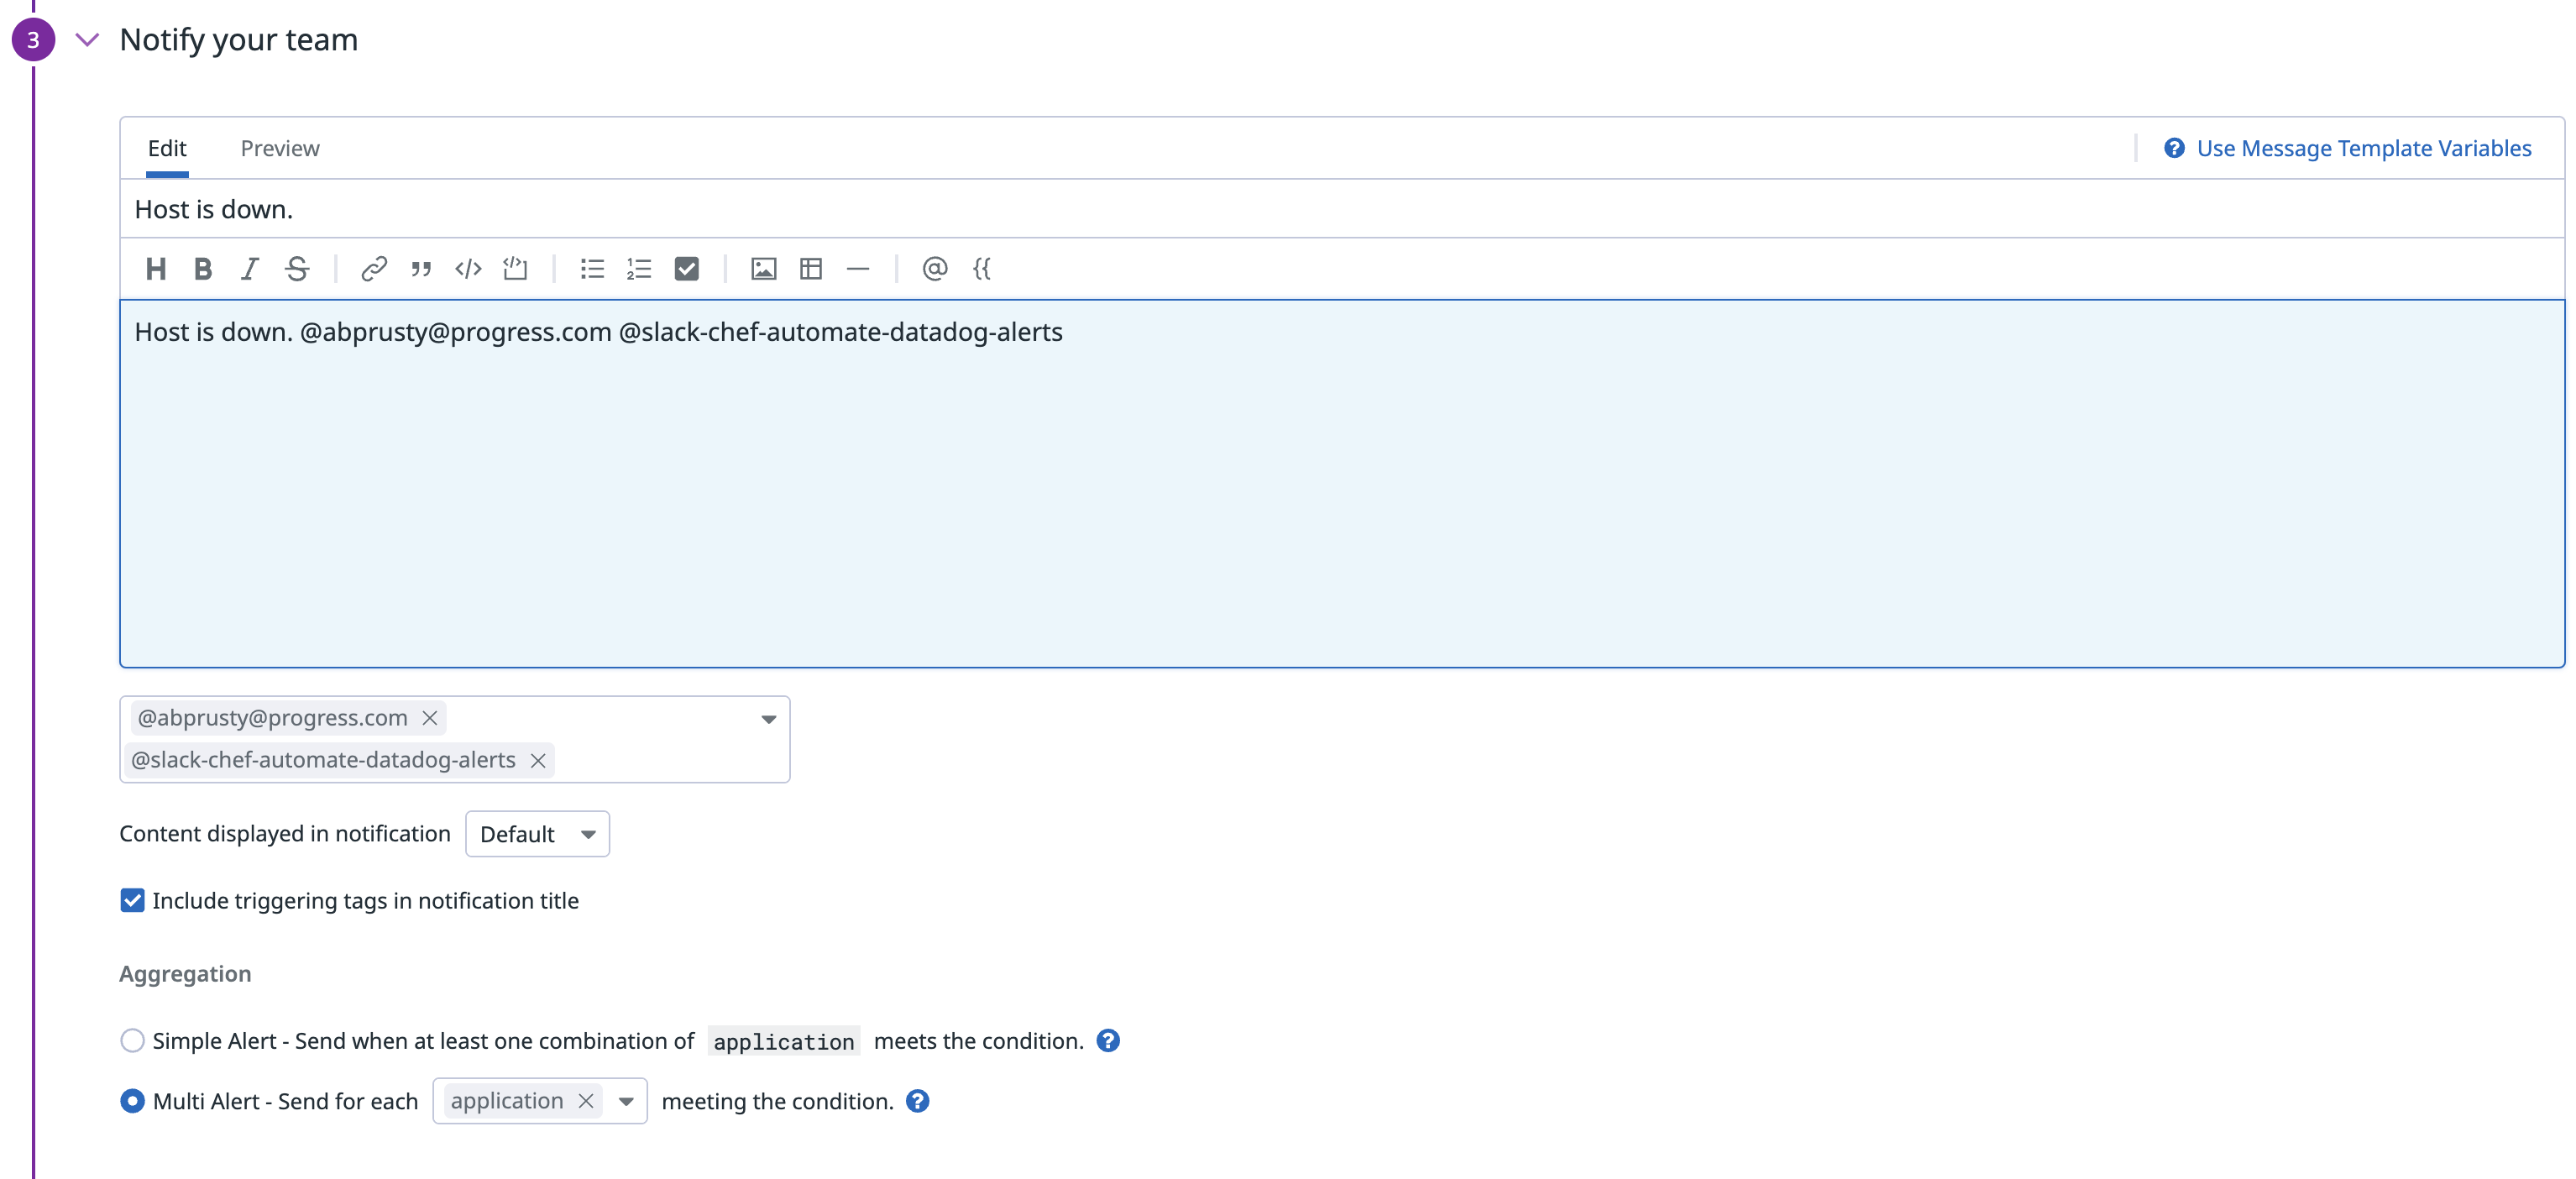 3 Notify your team
Edit Preview Use Message Template Variables
Host is down.
Host is down. @abprusty@progress.com @slack-chef-automate-datadog-alerts
@abprusty@progress.com
@slack-chef-automate-datadog-alerts
Content displayed in notification Default
Include triggering tags in notification title
Aggregation
Simple Alert - Send when at least one combination of application meets the condition.
Multi Alert - Send for each application meeting the condition.